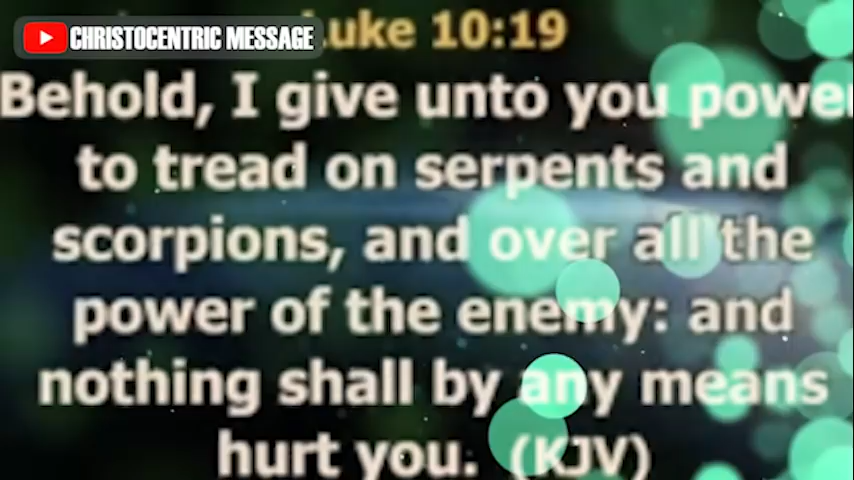 CHRISTOCENTRIC MESSAGE
Luke 10:19
Behold, I give unto you power
to tread on serpents and
scorpions, and over all the
power of the enemy: and
nothing shall by any means
hurt you. (KJV)